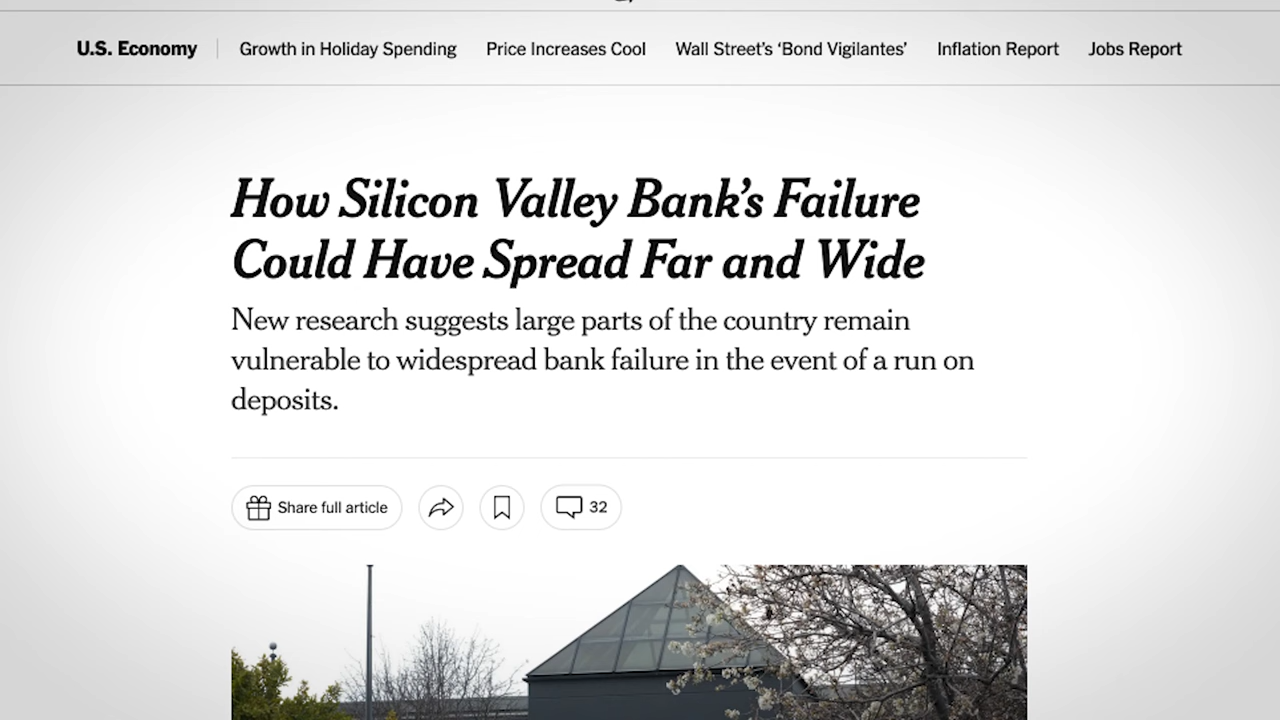 U.S. Economy Growth in Holiday Spending Price Increases Cool Wall Street’s ‘Bond Vigilantes’ Inflation Report Jobs Report
How Silicon Valley Bank’s Failure
Could Have Spread Far and Wide
New research suggests large parts of the country remain
vulnerable to widespread bank failure in the event of a run on
deposits.
Share full article 32